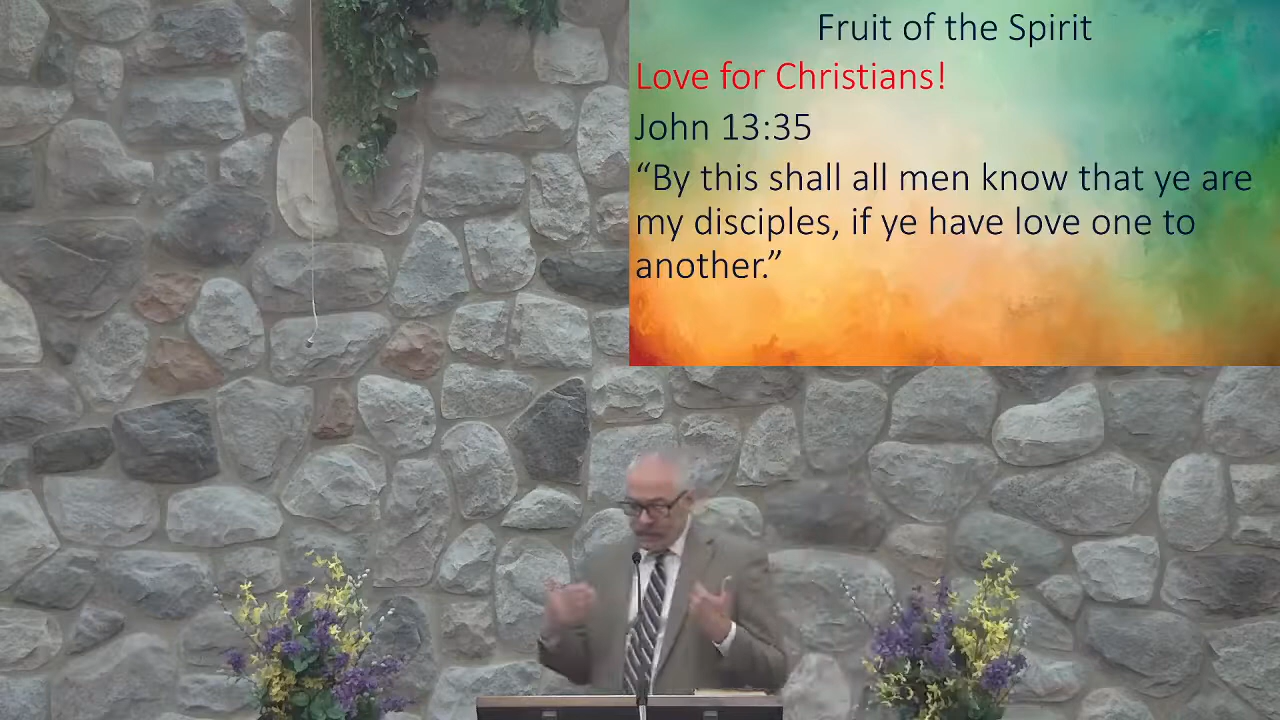 Fruit of the Spirit
Love for Christians!
John 13:35
“By this shall all men know that ye are
my disciples, if ye have love one to
another.”